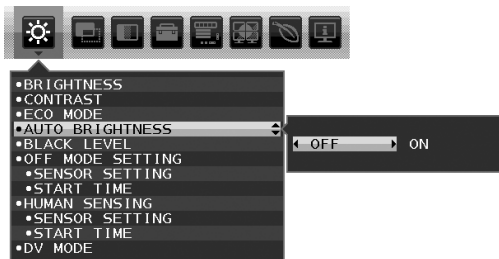 •BRIGHTNESS
•CONTRAST
•ECO MODE
•AUTO BRIGHTNESS
OFF ON
•BLACK LEVEL
•OFF MODE SETTING
•SENSOR SETTING
•START TIME
•HUMAN SENSING
•SENSOR SETTING
•START TIME
•DV MODE